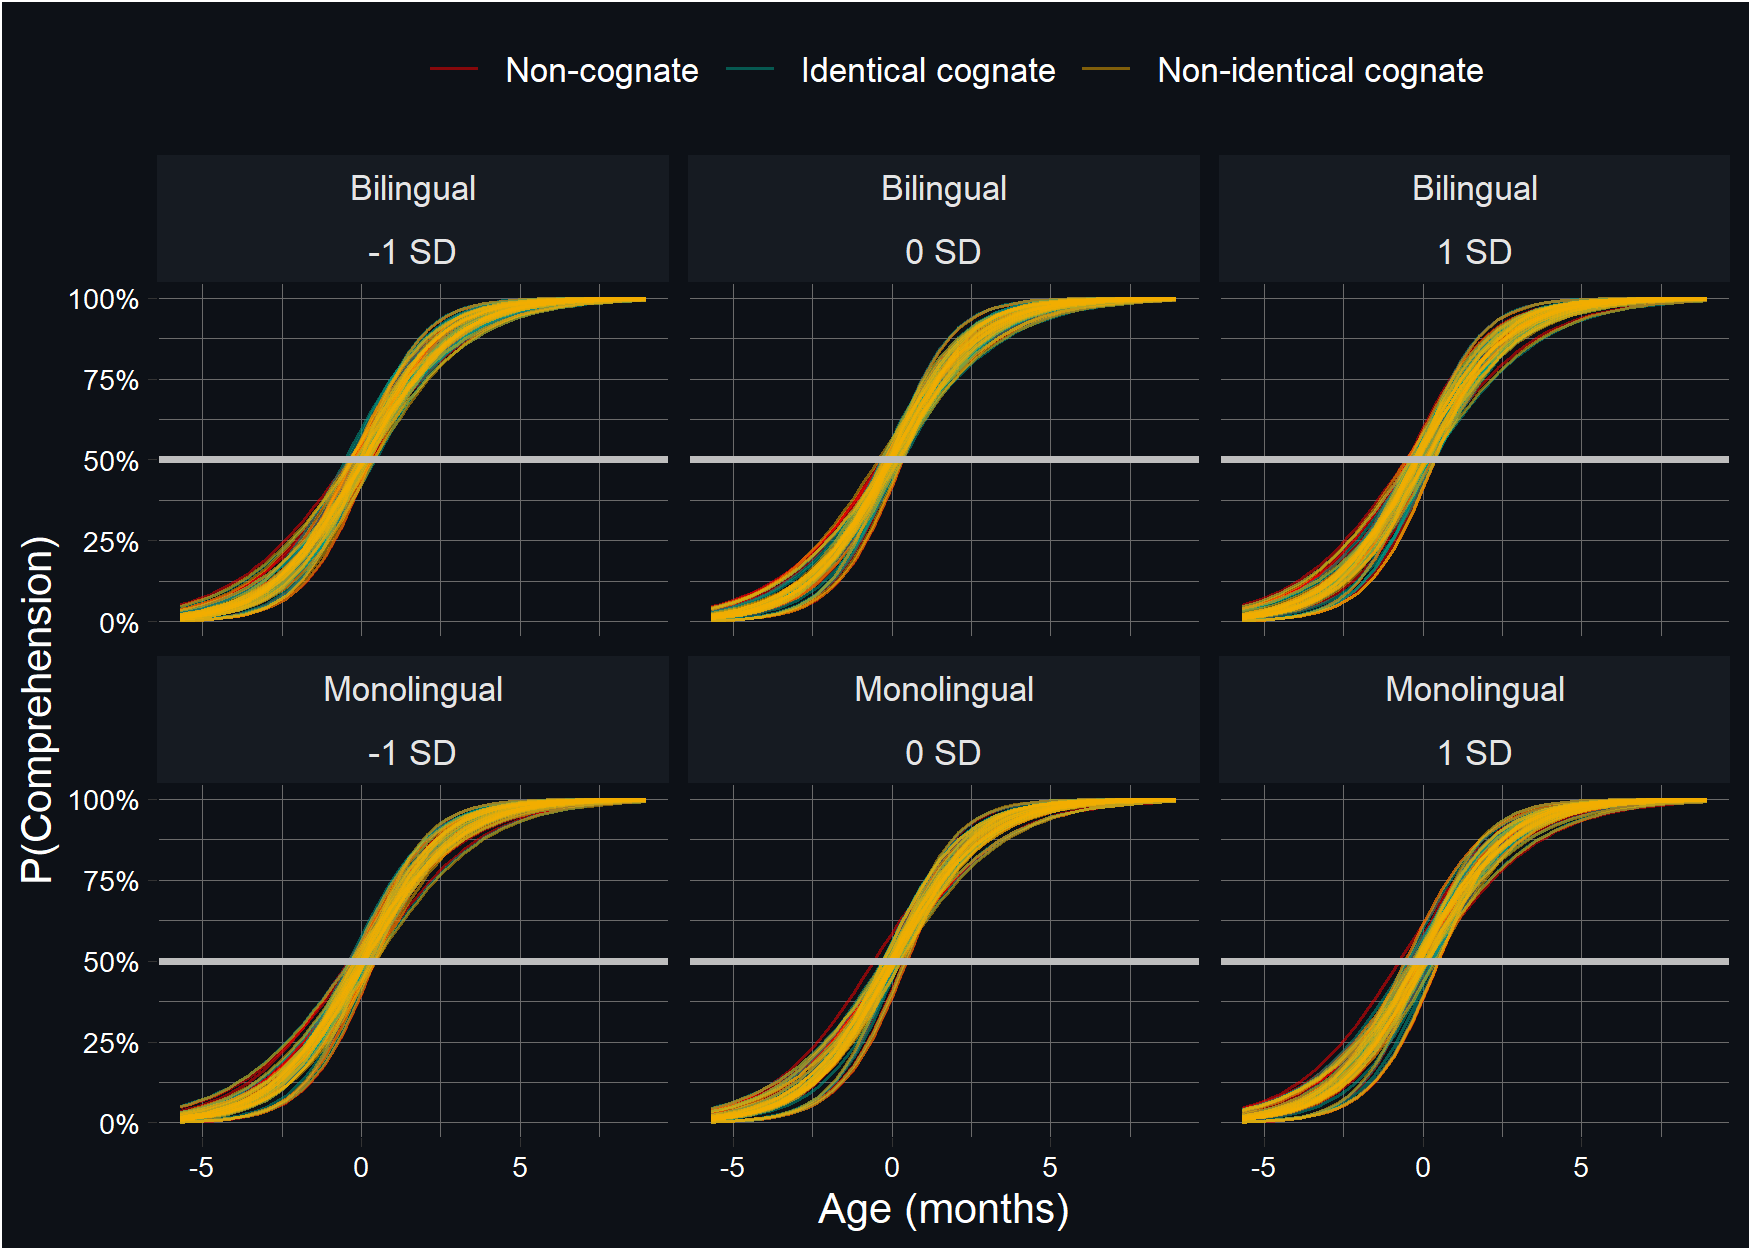 Non-cognate Identical cognate Non-identical cognate
Bilingual Bilingual Bilingual
-1 SD 0 SD 1 SD
100%
75%
50%
25%
0%
Monolingual Monolingual Monolingual
-1 SD 0 SD 1 SD
100%
75%
50%
25%
0%
-5 0 5 -5 0 5 -5 0 5
Age (months)
P(Comprehension)